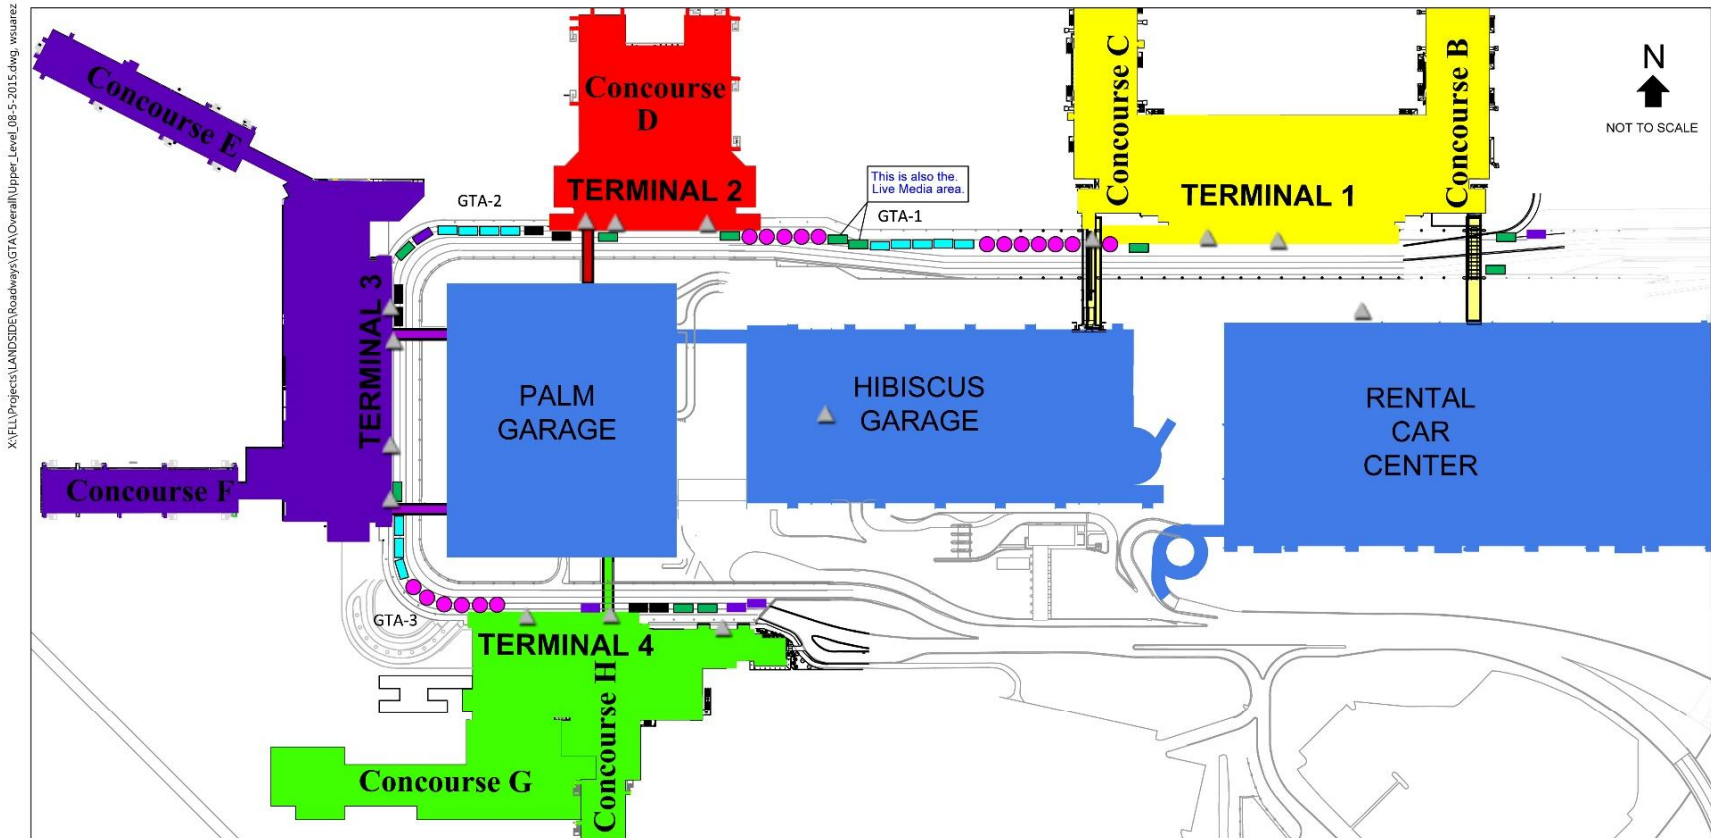 X:\FLL\Projects\LANDSIDE\Roadways\GTA\Overall\Upper_Level_08-5-2015.dwg, wsuarez
Concourse E
Concourse
D
Concourse C
Concourse B
N
NOT TO SCALE
TERMINAL 2
This is also the.
Live Media area.
TERMINAL 1
GTA-2
GTA-1
TERMINAL 3
PALM
GARAGE
HIBISCUS
GARAGE
RENTAL
CAR
CENTER
Concourse F
GTA-3
TERMINAL 4
Concourse H
Concourse G